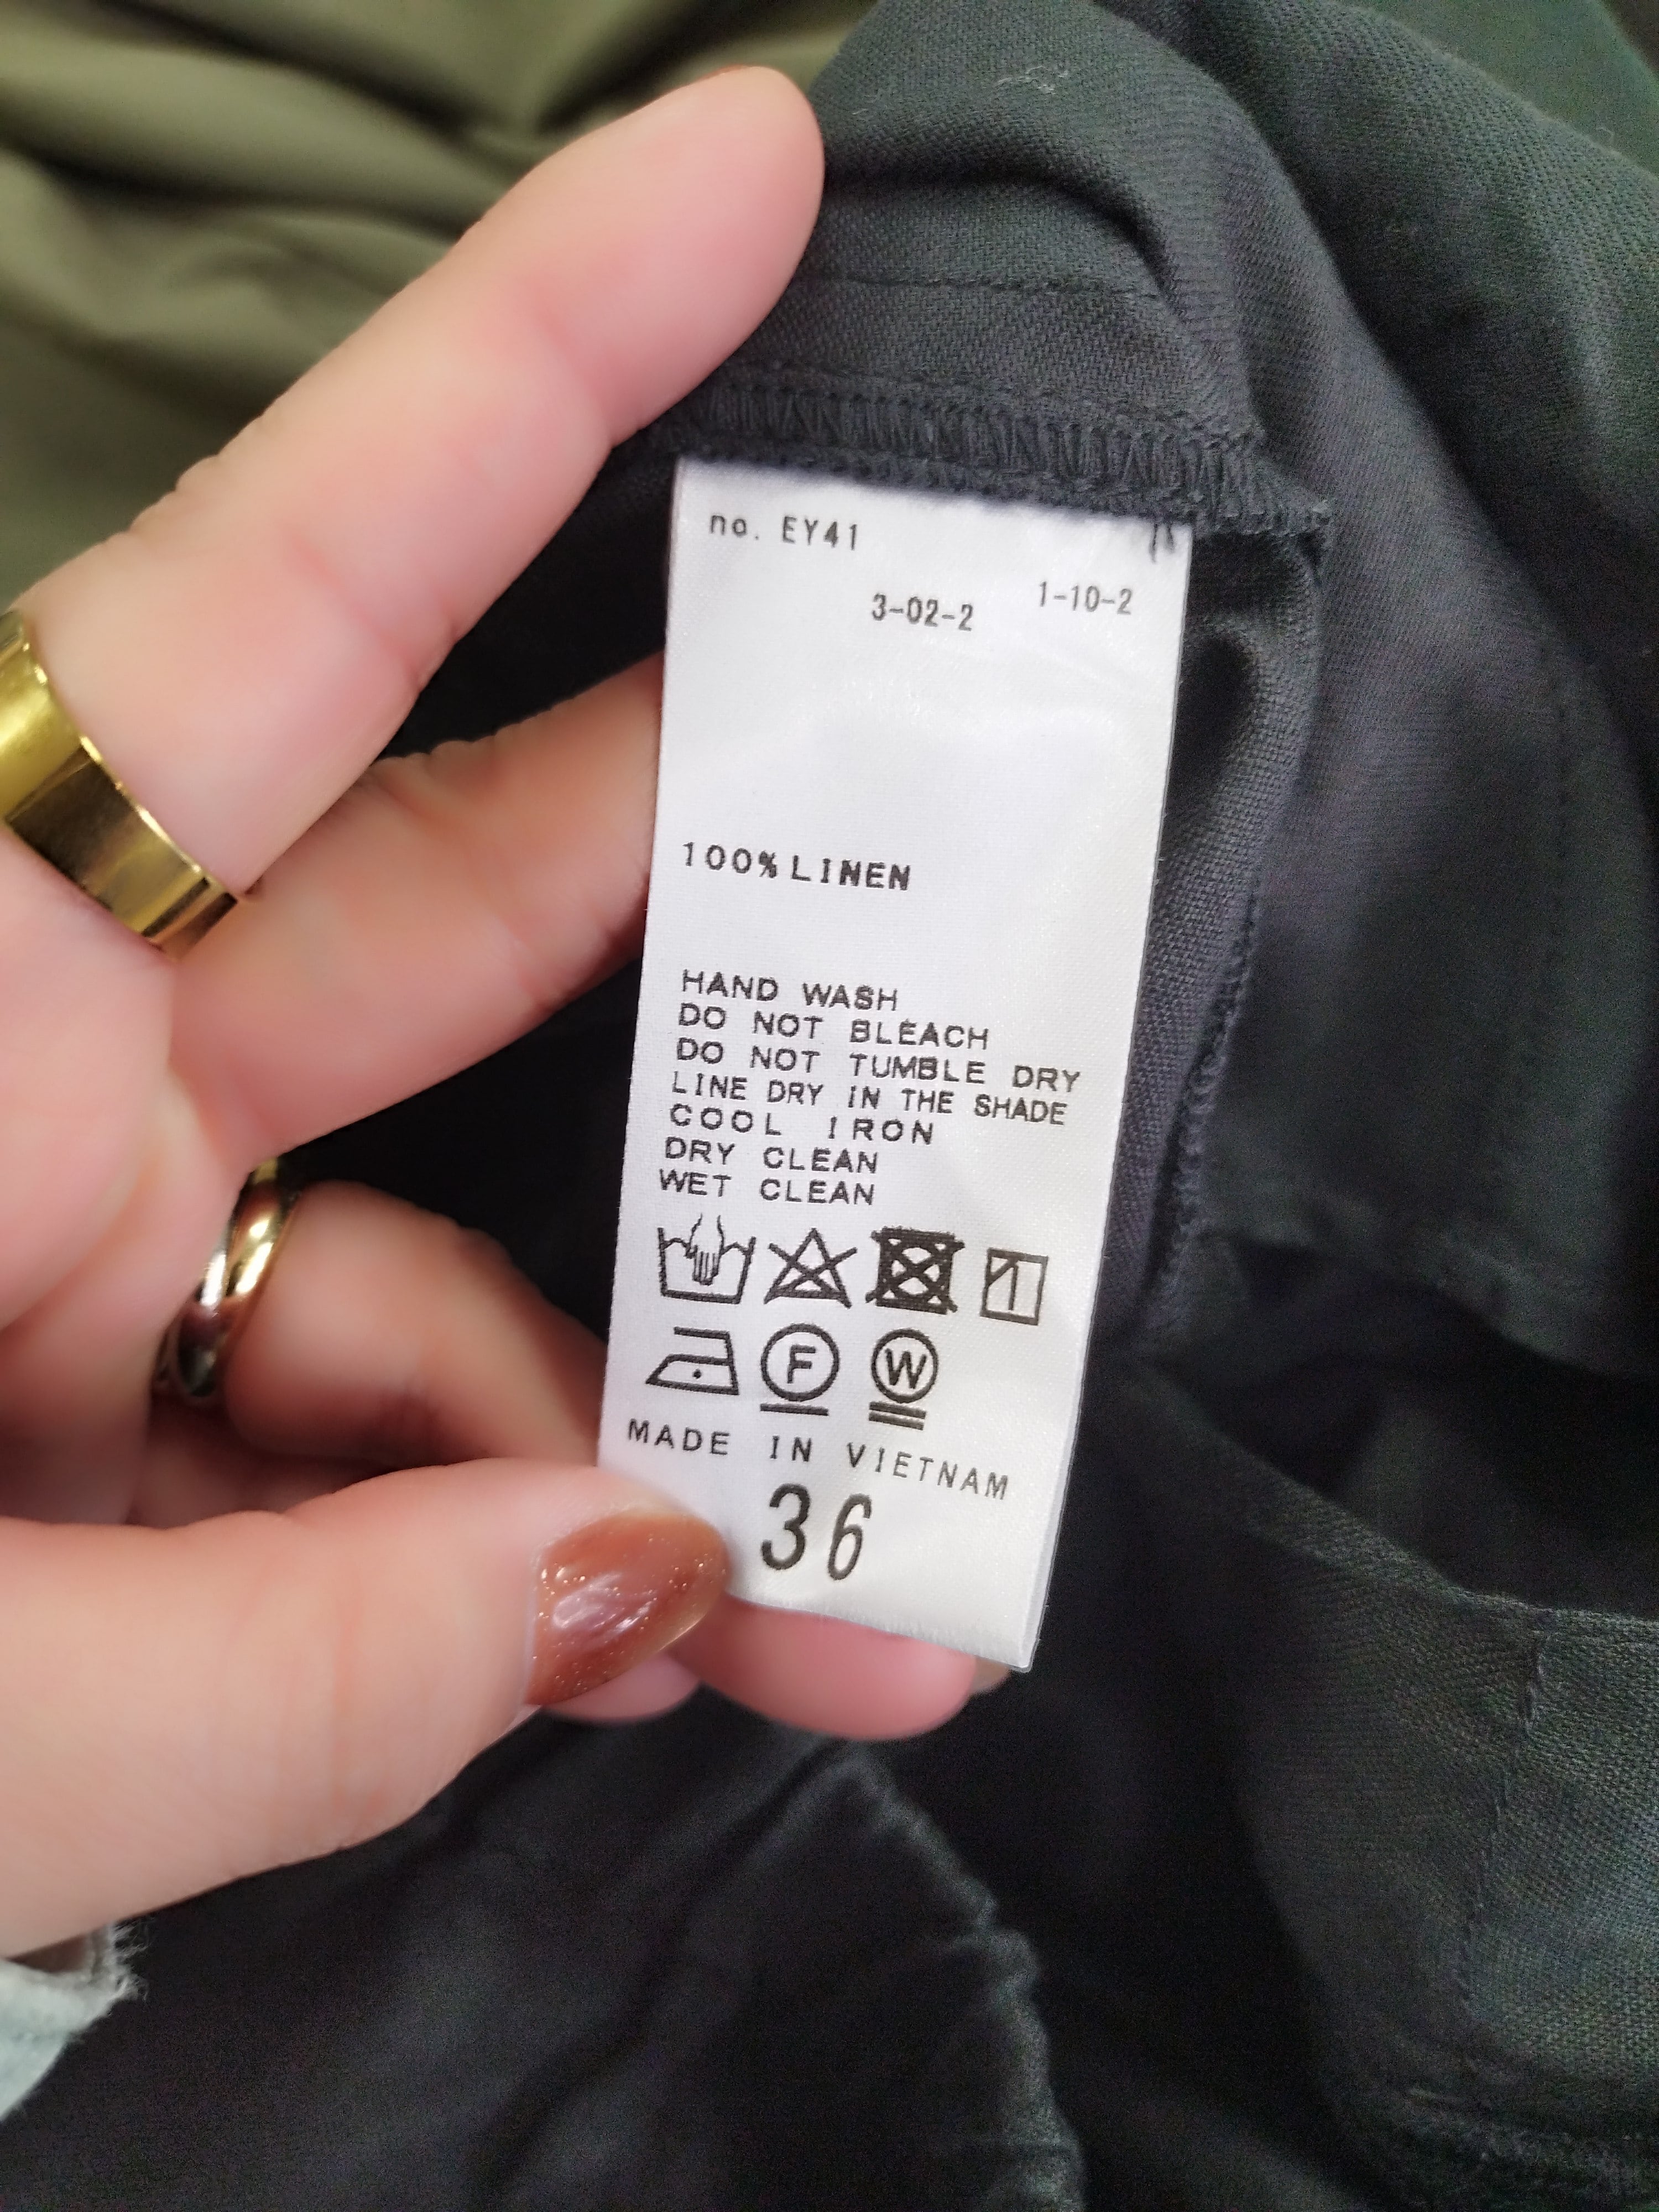 no. EY41
1-10-2
3-02-2
100% LINEN
HAND WASH
DO NOT BLEACH
DO NOT TUMBLE DRY
LINE DRY IN THE SHADE
COOL IRON
DRY CLEAN
WET CLEAN
F W
MADE IN VIETNAM
36